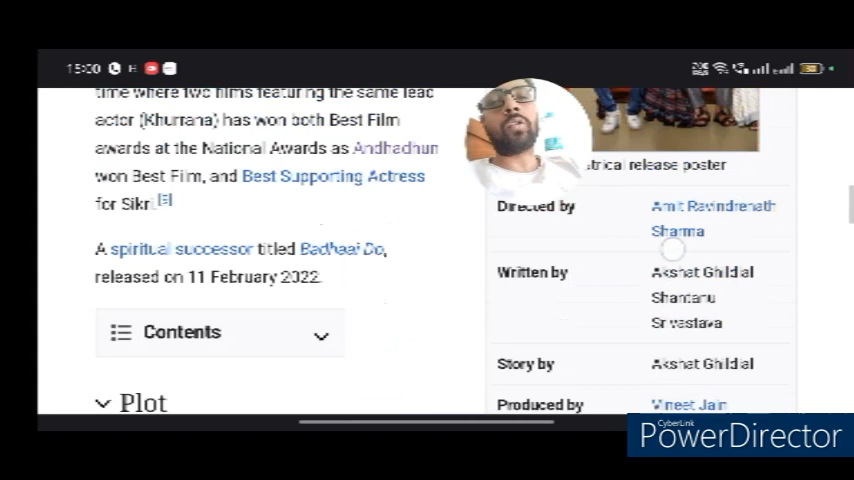 15:00
time where two films featuring the same lead
actor (Khurrana) has won both Best Film
awards at the National Awards as Andhadhun
won Best Film, and Best Supporting Actress
for Sikri.[5]
A spiritual successor titled Badhaai Do,
released on 11 February 2022.
Contents
Plot
trical release poster
Directed by Amit Ravindrenath
Sharma
Written by Akshat Ghildial
Shantanu
Srivastava
Story by Akshat Ghildial
Produced by Vineet Jain
CyberLink
PowerDirector